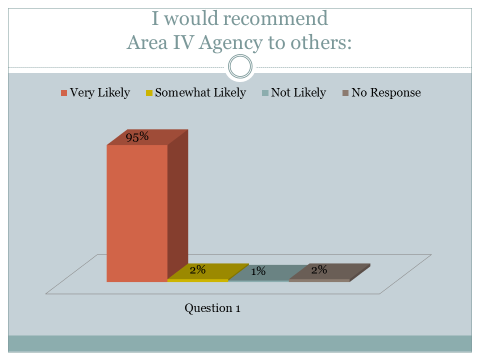 I would recommend
Area IV Agency to others:
Very Likely Somewhat Likely Not Likely No Response
95%
2% 1% 2%
Question 1